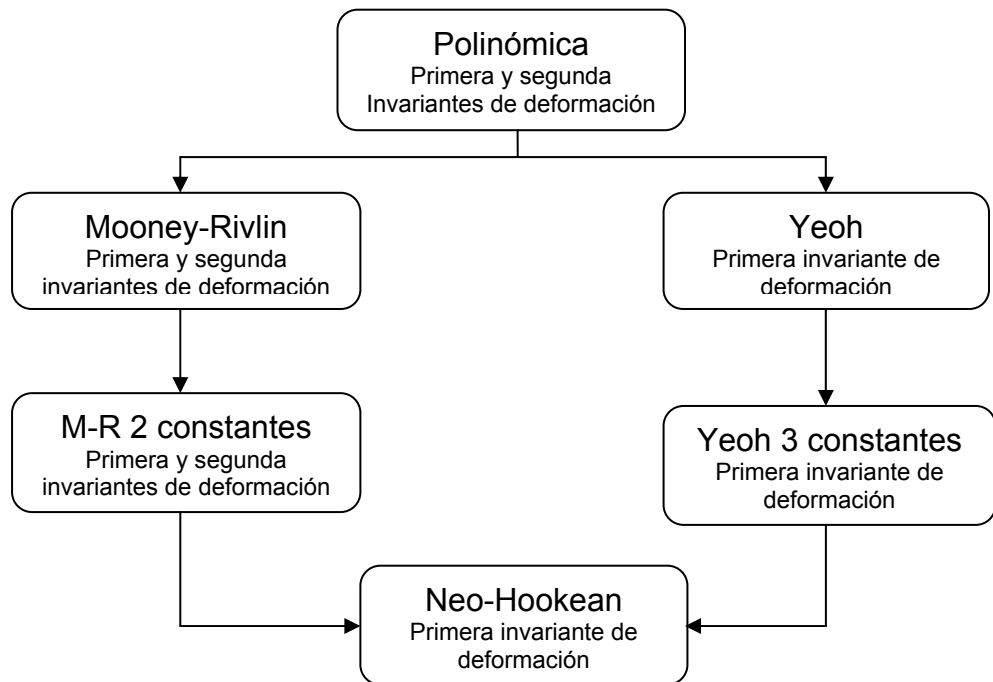 Polinómica
Primera y segunda
Invariantes de deformación
Mooney-Rivlin
Primera y segunda
invariantes de deformación
Yeoh
Primera invariante de
deformación
M-R 2 constantes
Primera y segunda
invariantes de deformación
Yeoh 3 constantes
Primera invariante de
deformación
Neo-Hookean
Primera invariante de
deformación